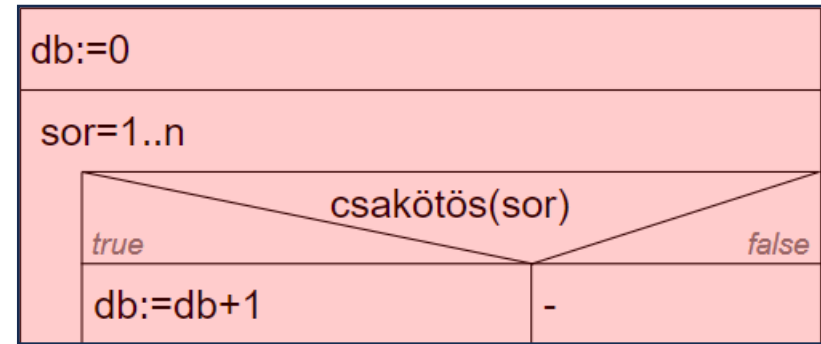 db:=0
sor=1..n
csakötös(sor)
true
false
db:=db+1
-